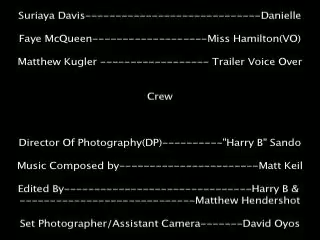 Suriaya Davis-----------------------------Danielle
Faye McQueen-------------------Miss Hamilton(VO)
Matthew Kugler ------------------ Trailer Voice Over
Crew
Director Of Photography(DP)----------"Harry B" Sando
Music Composed by-----------------------Matt Keil
Edited By-------------------------------Harry B &
-----------------------------Matthew Hendershot
Set Photographer/Assistant Camera-------David Oyos